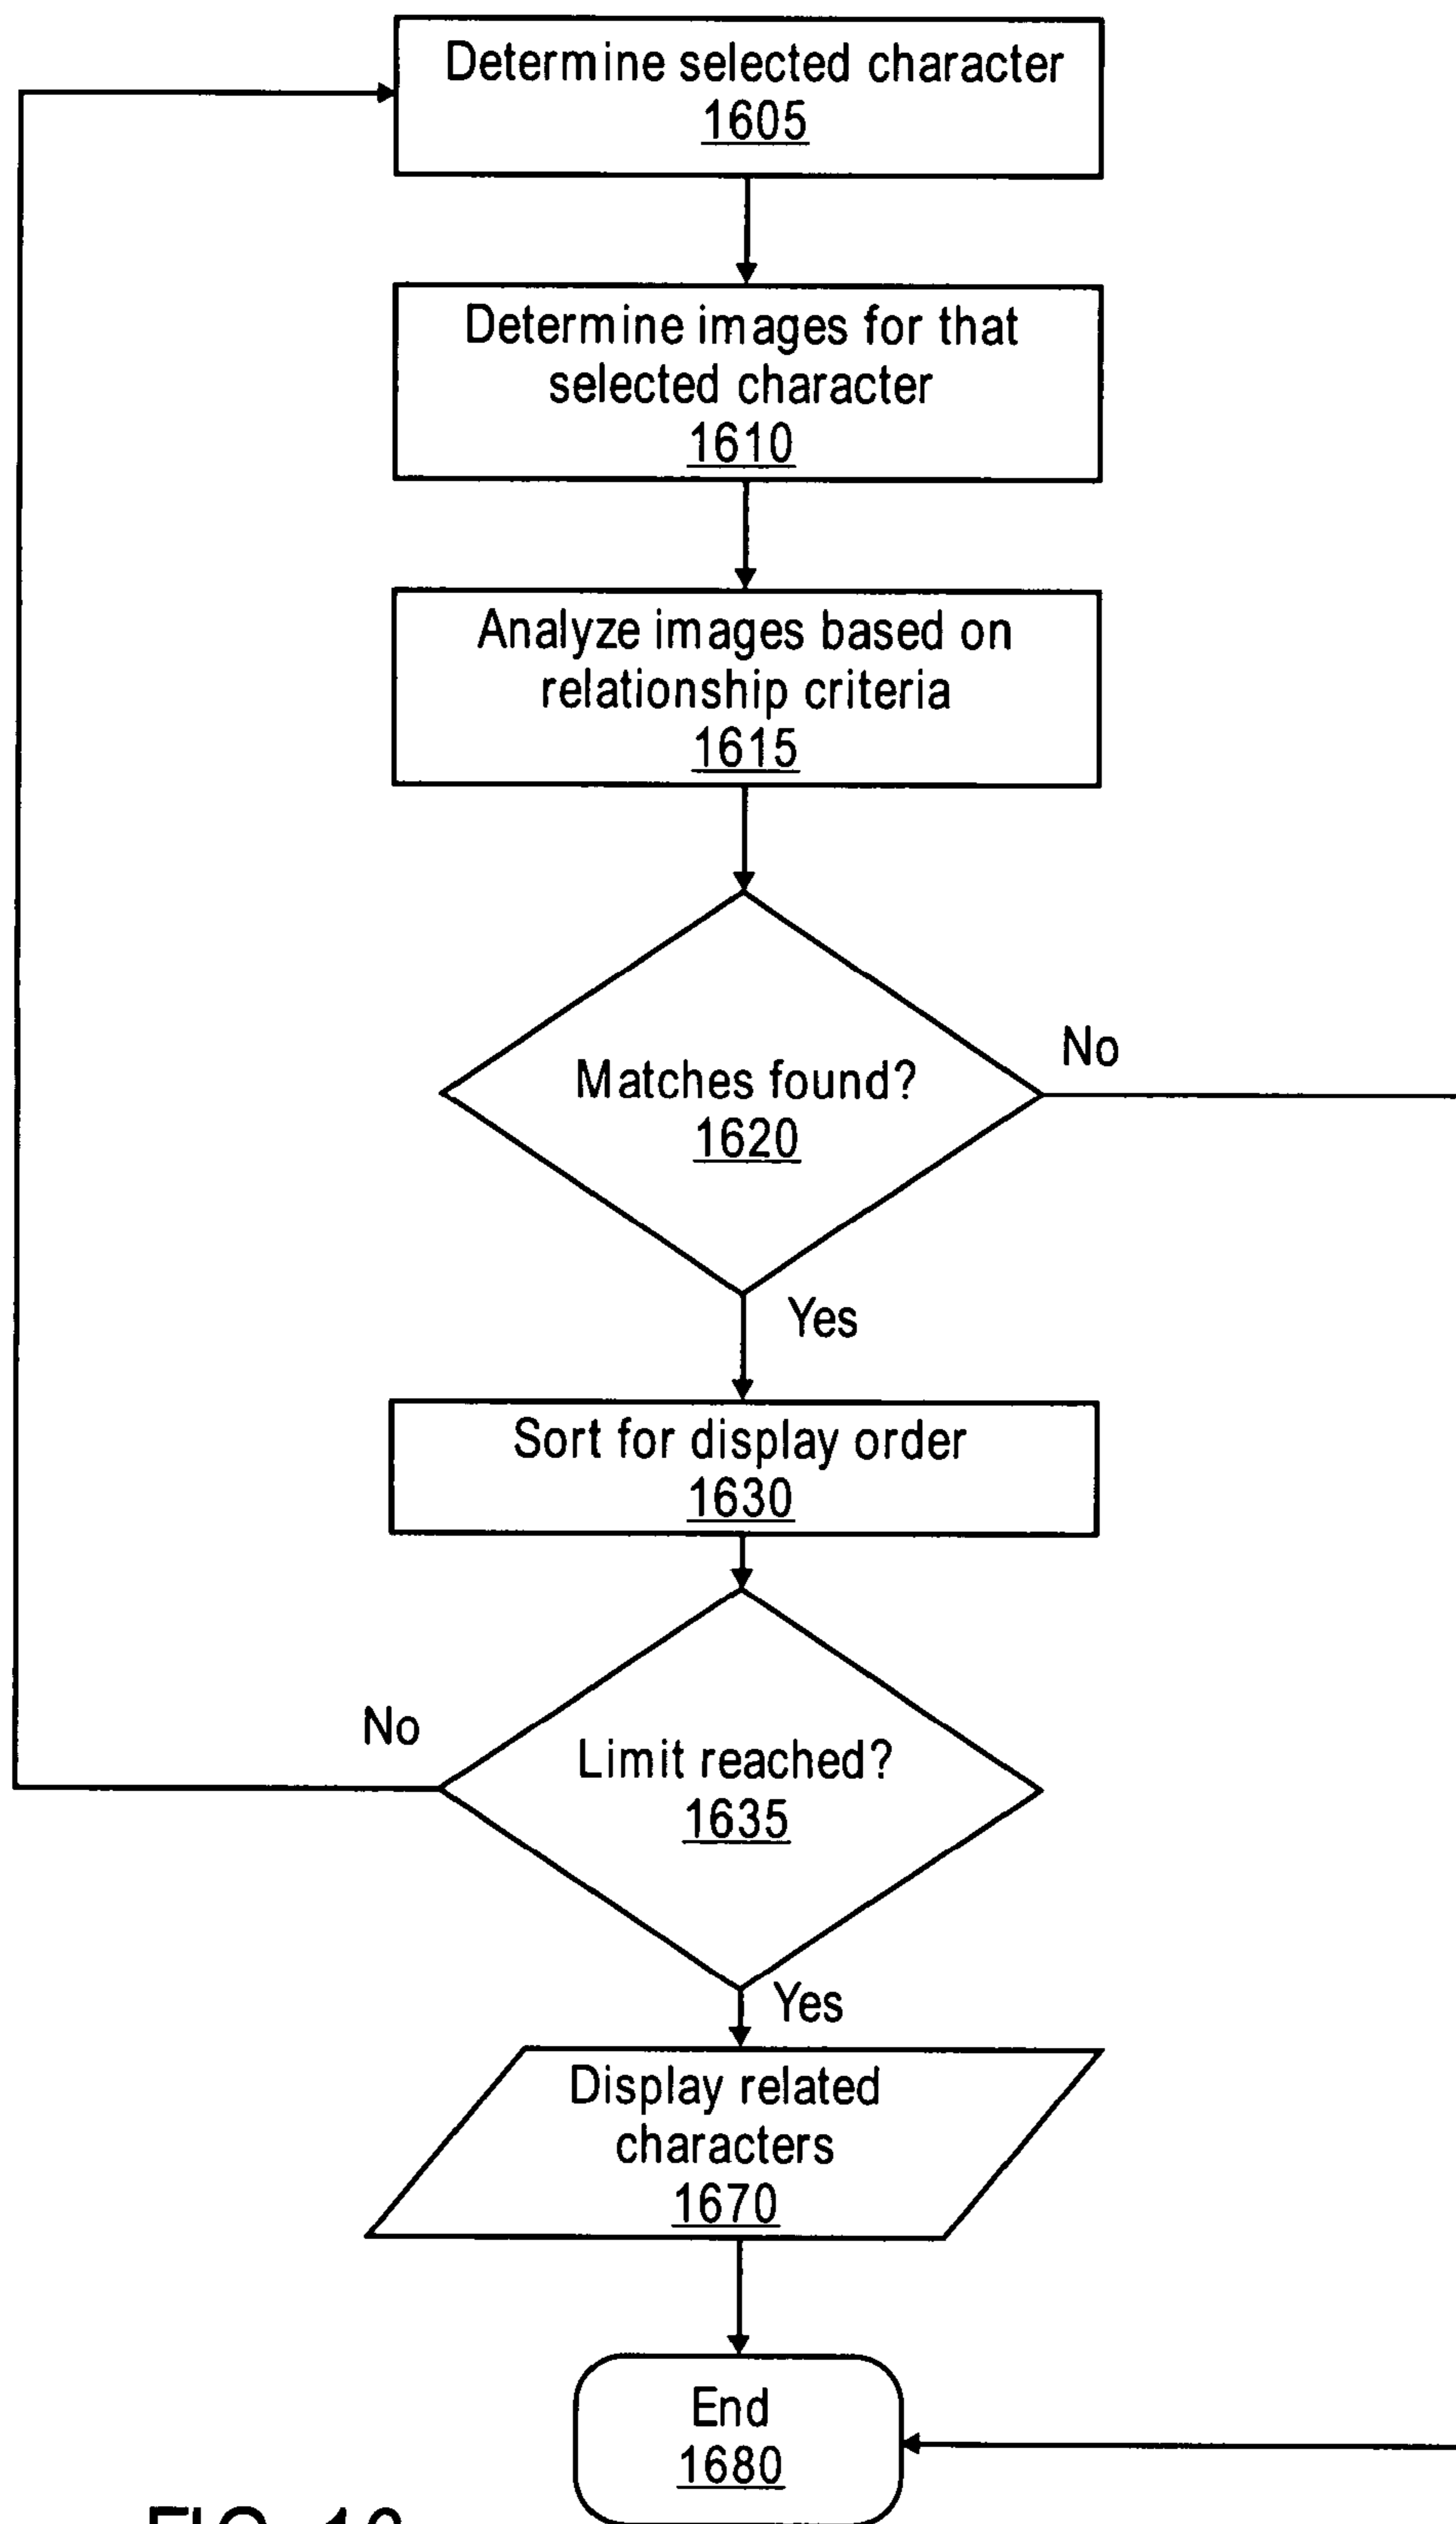 Determine selected character
1605
Determine images for that
selected character
1610
Analyze images based on
relationship criteria
1615
Matches found?
1620
No
Yes
Sort for display order
1630
No
Limit reached?
1635
Yes
Display related
characters
1670
End
1680
FIG. 16